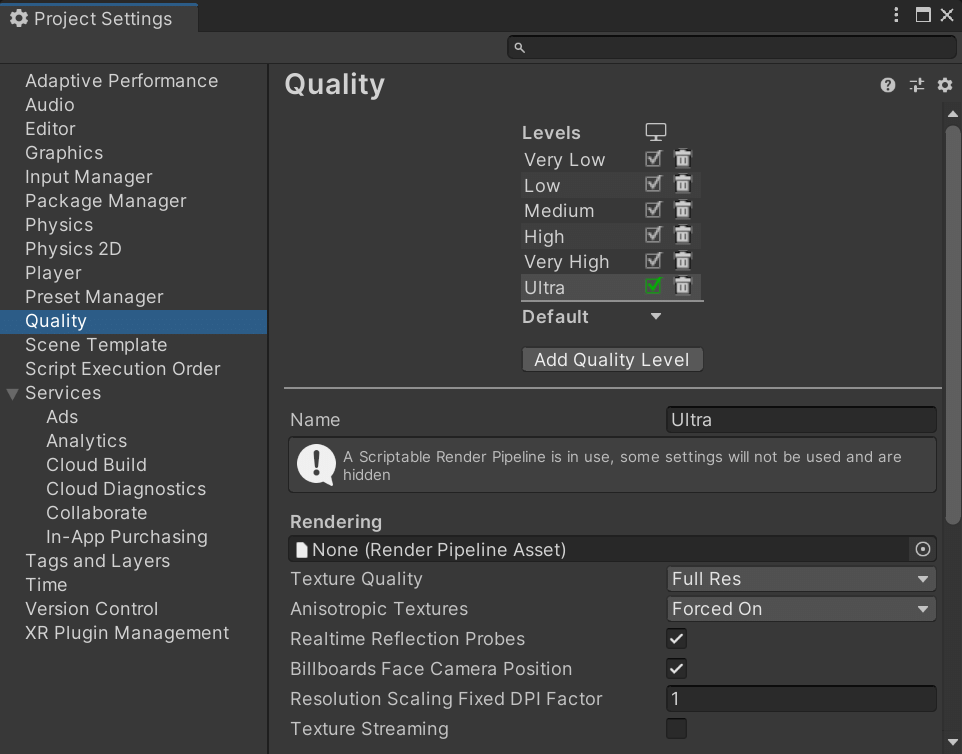 Project Settings
Adaptive Performance
Audio
Editor
Graphics
Input Manager
Package Manager
Physics
Physics 2D
Player
Preset Manager
Quality
Scene Template
Script Execution Order
Services
Ads
Analytics
Cloud Build
Cloud Diagnostics
Collaborate
In-App Purchasing
Tags and Layers
Time
Version Control
XR Plugin Management
Quality
Levels
Very Low
Low
Medium
High
Very High
Ultra
Default
Add Quality Level
Name Ultra
A Scriptable Render Pipeline is in use, some settings will not be used and are
hidden
Rendering
None (Render Pipeline Asset)
Texture Quality Full Res
Anisotropic Textures Forced On
Realtime Reflection Probes
Billboards Face Camera Position
Resolution Scaling Fixed DPI Factor 1
Texture Streaming